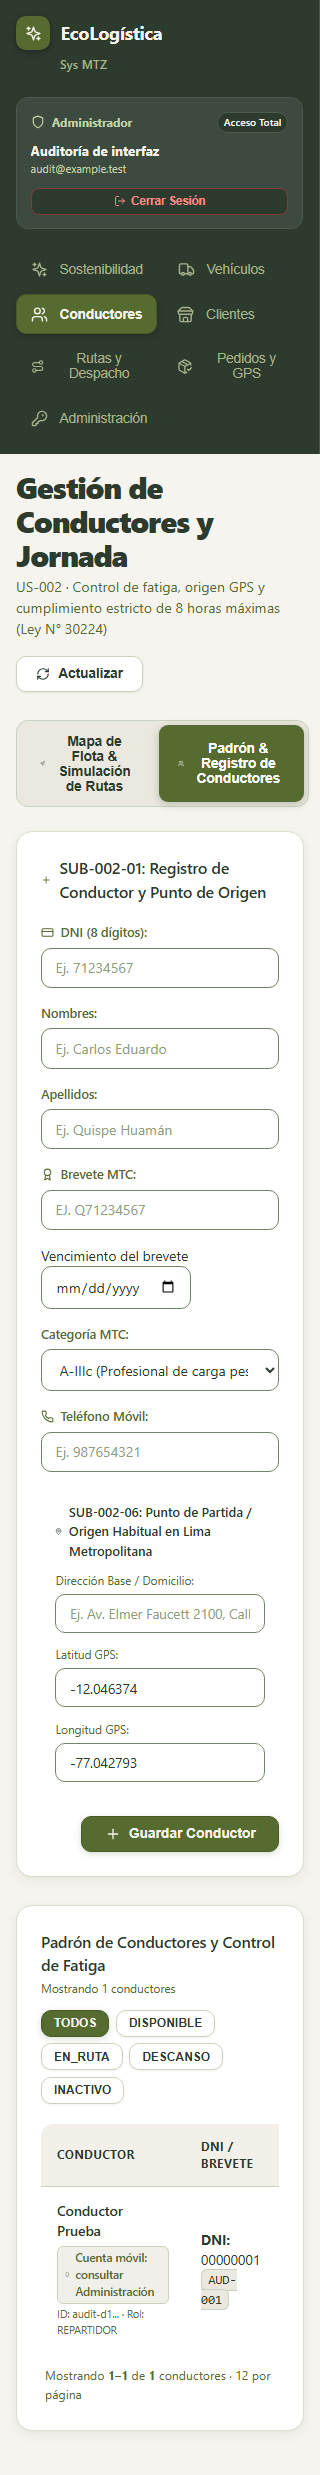 EcoLogística
Sys MTZ
Administrador
Acceso Total
Auditoría de interfaz
audit@example.test
Cerrar Sesión
Sostenibilidad
Vehículos
Conductores
Clientes
Rutas y
Despacho
Pedidos y
GPS
Administración
Gestión de
Conductores y
Jornada
US-002 · Control de fatiga, origen GPS y
cumplimiento estricto de 8 horas máximas
(Ley N° 30224)
Actualizar
Mapa de
Flota &
Simulación
de Rutas
Padrón &
Registro de
Conductores
SUB-002-01: Registro de
Conductor y Punto de Origen
DNI (8 dígitos):
Ej. 71234567
Nombres:
Ej. Carlos Eduardo
Apellidos:
Ej. Quispe Huamán
Brevete MTC:
EJ. Q71234567
Vencimiento del brevete
mm/dd/yyyy
Categoría MTC:
A-IIIc (Profesional de carga pes
Teléfono Móvil:
Ej. 987654321
SUB-002-06: Punto de Partida /
Origen Habitual en Lima
Metropolitana
Dirección Base / Domicilio:
Ej. Av. Elmer Faucett 2100, Call
Latitud GPS:
-12.046374
Longitud GPS:
-77.042793
Guardar Conductor
Padrón de Conductores y Control
de Fatiga
Mostrando 1 conductores
TODOS
DISPONIBLE
EN_RUTA
DESCANSO
INACTIVO
CONDUCTOR
DNI /
BREVETE
Conductor
Prueba
Cuenta móvil:
consultar
Administración
ID: audit-d1... · Rol:
REPARTIDOR
DNI:
00000001
AUD-
001
Mostrando 1–1 de 1 conductores · 12 por
página